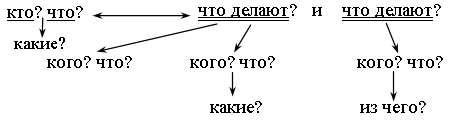 кто? что? что делают? и что делают?
какие?
кого? что? кого? что? кого? что?
какие? из чего?